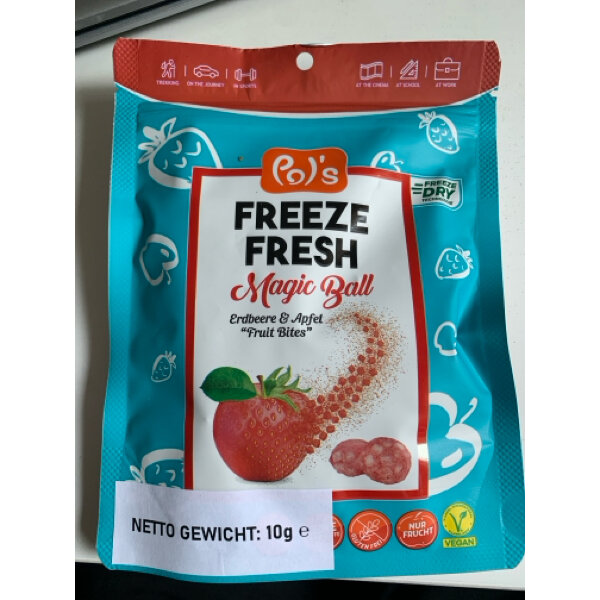 TREKKING
ON THE JOURNEY
IN SPORTS
AT THE CINEMA
AT SCHOOL
AT WORK
Pol's
FREEZE
DRY
FREEZE
FRESH
Magic Ball
Erdbeere & Apfel
"Fruit Bites"
NETTO GEWICHT: 10g e
GLUTENFREI
NUR
FRUCHT
VEGAN